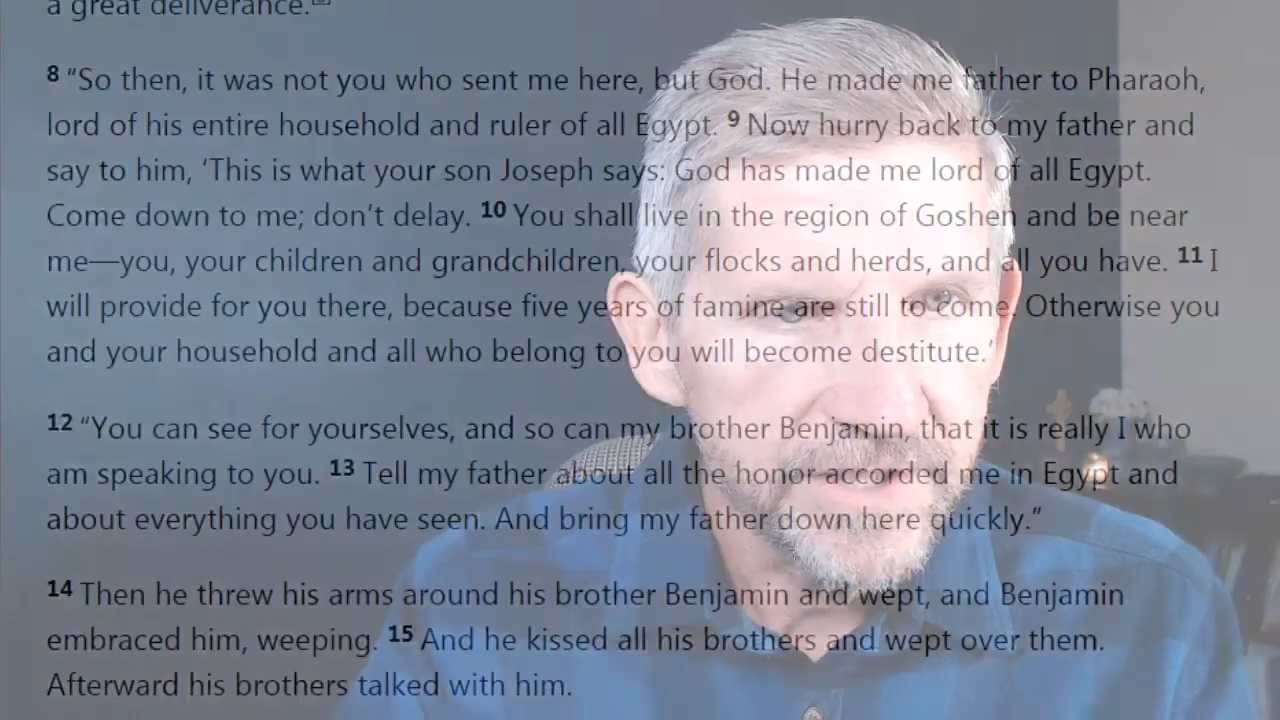 a great deliverance.
8 “So then, it was not you who sent me here, but God. He made me father to Pharaoh,
lord of his entire household and ruler of all Egypt. 9 Now hurry back to my father and
say to him, ‘This is what your son Joseph says: God has made me lord of all Egypt.
Come down to me; don’t delay. 10 You shall live in the region of Goshen and be near
me—you, your children and grandchildren, your flocks and herds, and all you have. 11 I
will provide for you there, because five years of famine are still to come. Otherwise you
and your household and all who belong to you will become destitute.’
12 “You can see for yourselves, and so can my brother Benjamin, that it is really I who
am speaking to you. 13 Tell my father about all the honor accorded me in Egypt and
about everything you have seen. And bring my father down here quickly.”
14 Then he threw his arms around his brother Benjamin and wept, and Benjamin
embraced him, weeping. 15 And he kissed all his brothers and wept over them.
Afterward his brothers talked with him.